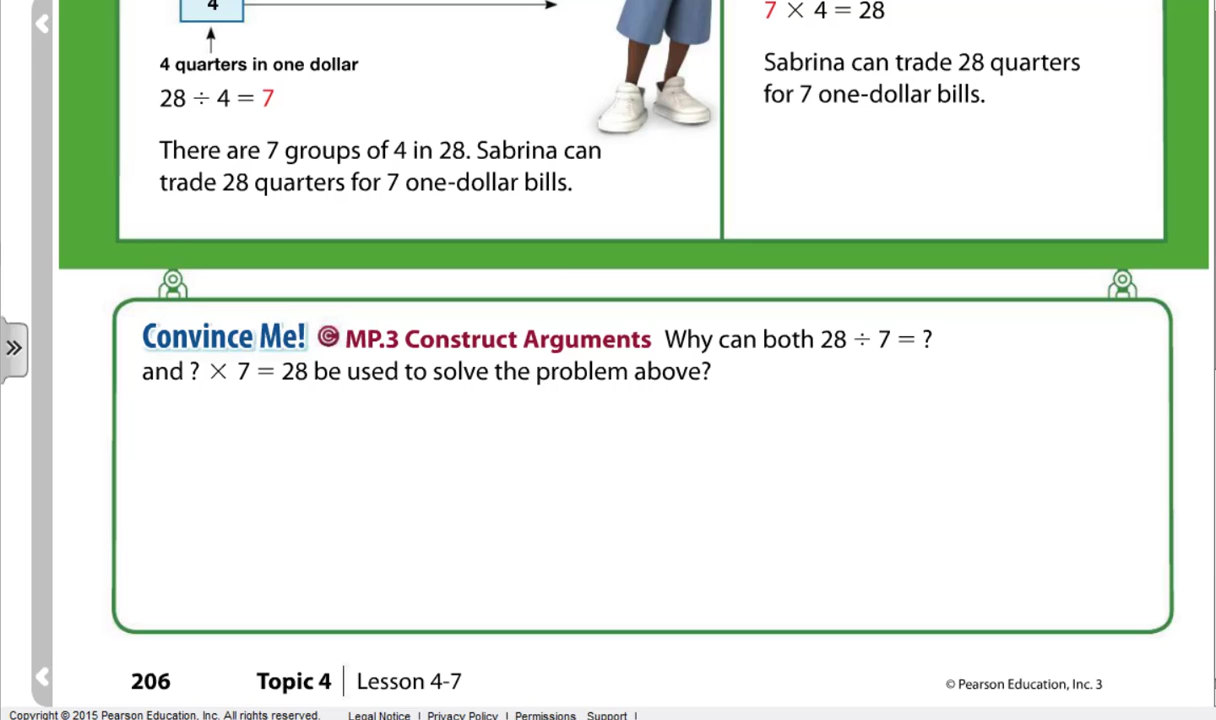 4
7 × 4 = 28
4 quarters in one dollar
28 ÷ 4 = 7
Sabrina can trade 28 quarters
for 7 one-dollar bills.
There are 7 groups of 4 in 28. Sabrina can
trade 28 quarters for 7 one-dollar bills.
Convince Me! © MP.3 Construct Arguments Why can both 28 ÷ 7 = ?
and ? × 7 = 28 be used to solve the problem above?
206 Topic 4 | Lesson 4-7 © Pearson Education, Inc. 3
Copyright © 2015 Pearson Education, Inc. All rights reserved. Legal Notice | Privacy Policy | Permissions Support |